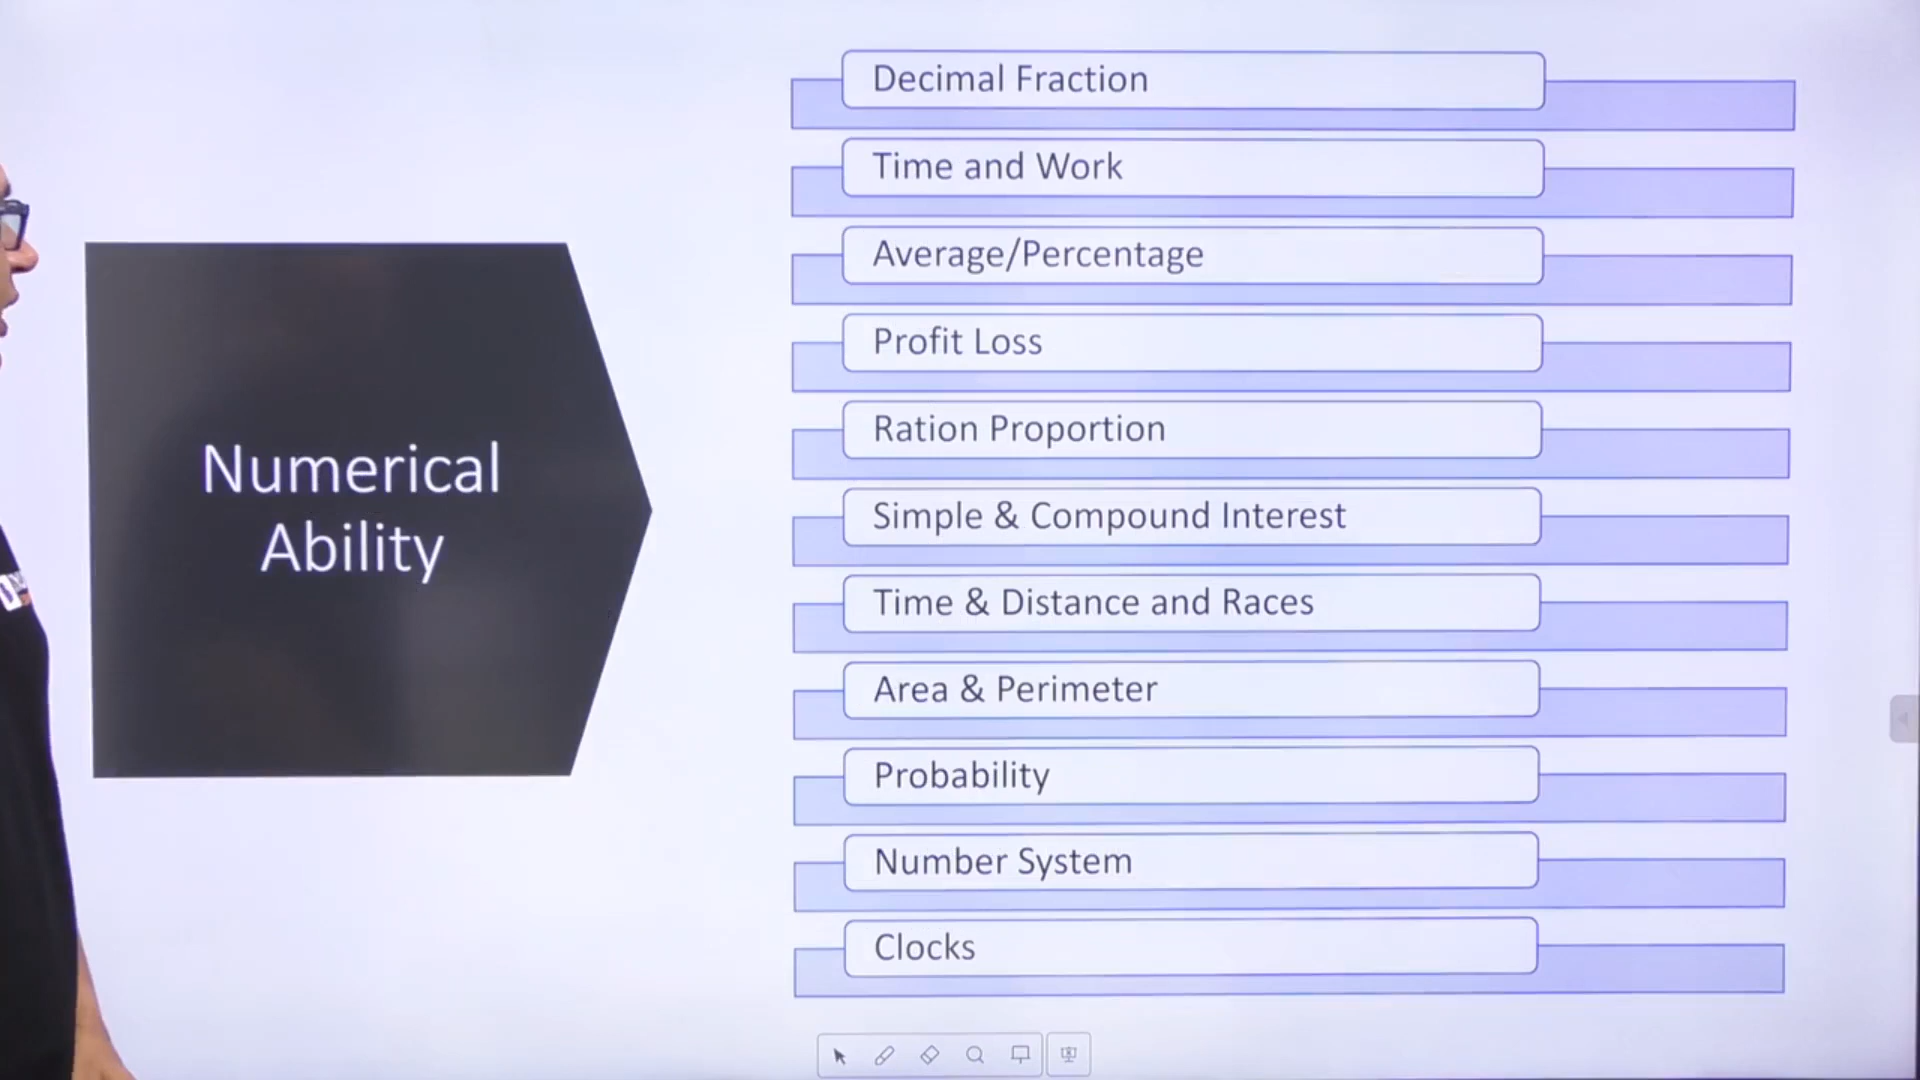 Numerical
Ability
Decimal Fraction
Time and Work
Average/Percentage
Profit Loss
Ration Proportion
Simple & Compound Interest
Time & Distance and Races
Area & Perimeter
Probability
Number System
Clocks